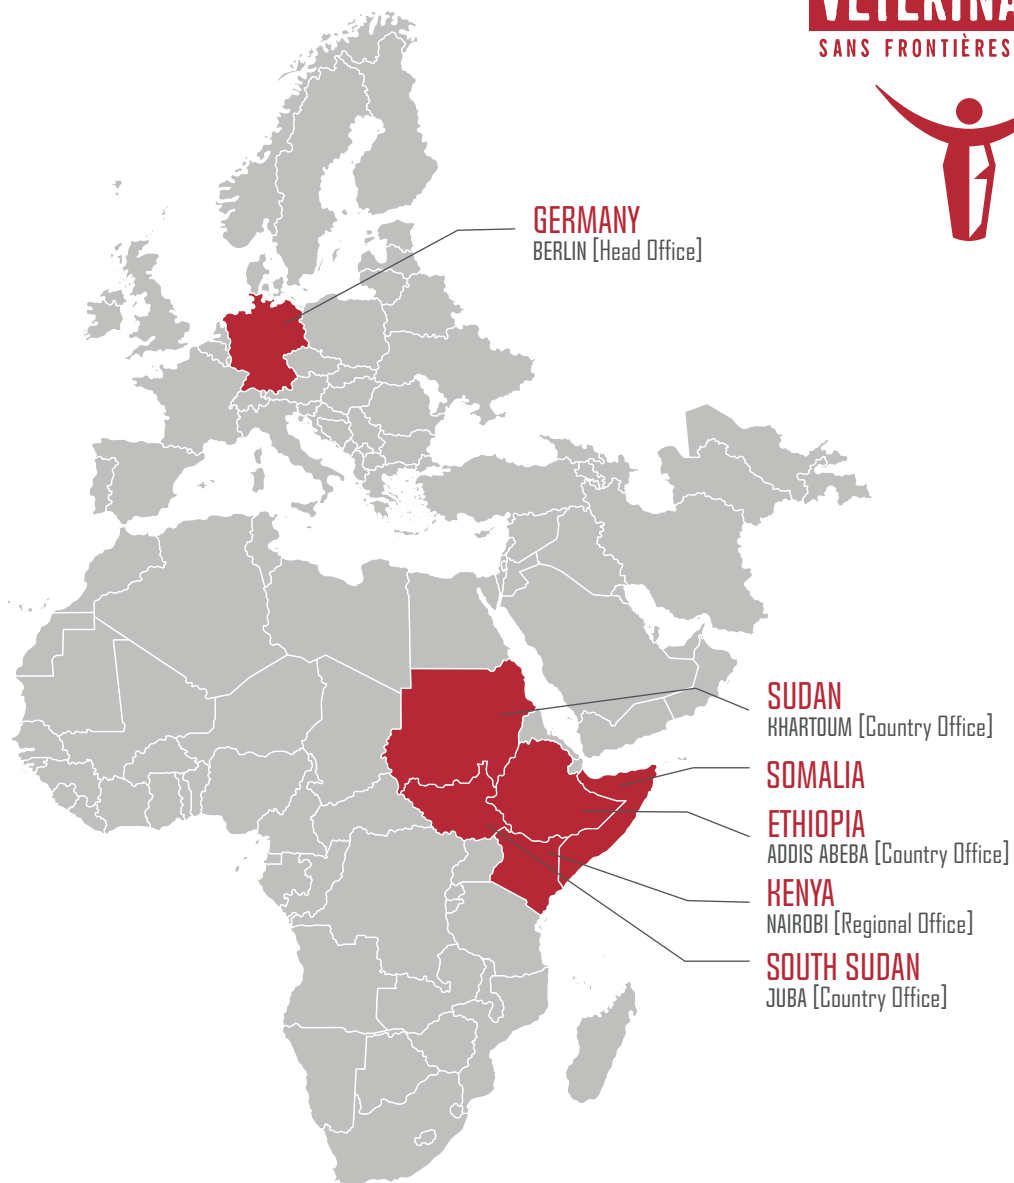 SANS FRONTIÈRES
GERMANY
BERLIN [Head Office]
SUDAN
KHARTOUM [Country Office]
SOMALIA
ETHIOPIA
ADDIS ABEBA [Country Office]
KENYA
NAIROBI [Regional Office]
SOUTH SUDAN
JUBA [Country Office]